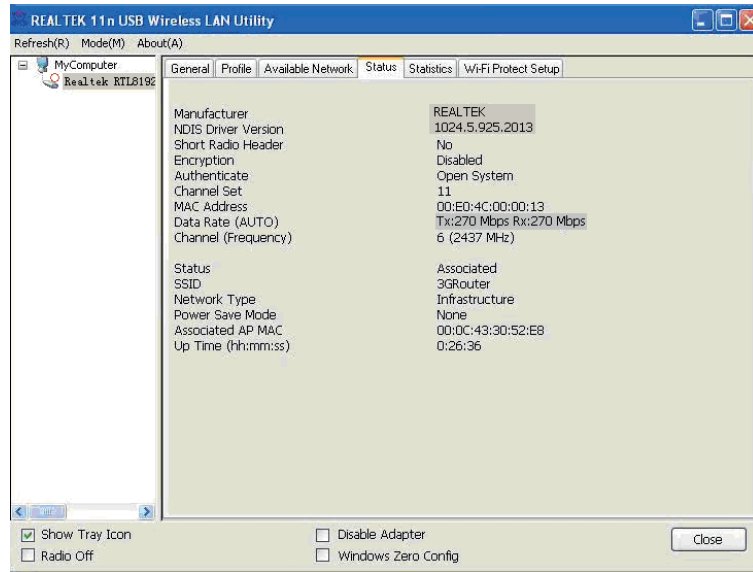 REALTEK 11n USB Wireless LAN Utility
Refresh(R) Mode(M) About(A)
MyComputer
Realtek RTL8192
General Profile Available Network Status Statistics Wi-Fi Protect Setup
Manufacturer REALTEK
NDIS Driver Version 1024.5.925.2013
Short Radio Header No
Encryption Disabled
Authenticate Open System
Channel Set 11
MAC Address 00:E0:4C:00:00:13
Data Rate (AUTO) Tx:270 Mbps Rx:270 Mbps
Channel (Frequency) 6 (2437 MHz)
Status Associated
SSID 3GRouter
Network Type Infrastructure
Power Save Mode None
Associated AP MAC 00:0C:43:30:52:E8
Up Time (hh:mm:ss) 0:26:36
Show Tray Icon Disable Adapter
Radio Off Windows Zero Config
Close